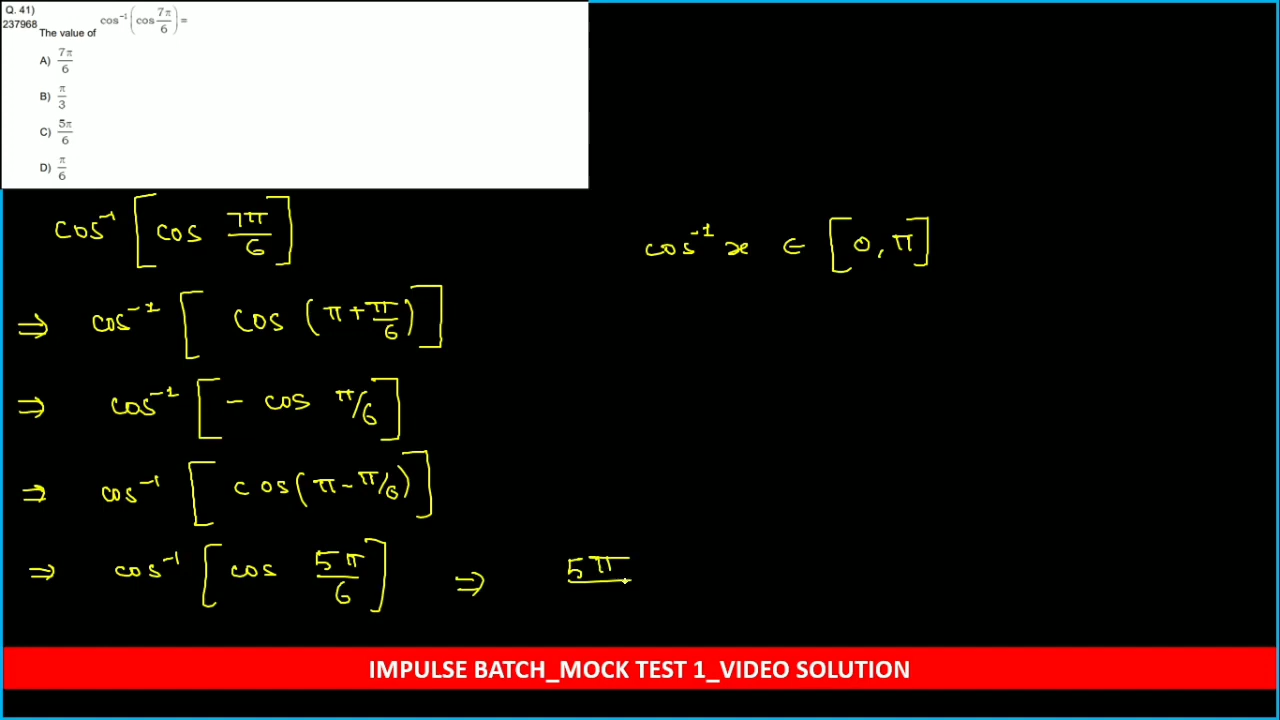 Q. 41)
237968
The value of cos⁻¹(cos 7π/6) =
A) 7π/6
B) π/3
C) 5π/6
D) π/6
cos⁻¹ [cos 7π/6]
cos⁻¹ x ∈ [0, π]
⇒ cos⁻¹ [cos (π + π/6)]
⇒ cos⁻¹ [- cos π/6]
⇒ cos⁻¹ [cos(π - π/6)]
⇒ cos⁻¹ [cos 5π/6] ⇒ 5π
IMPULSE BATCH_MOCK TEST 1_VIDEO SOLUTION